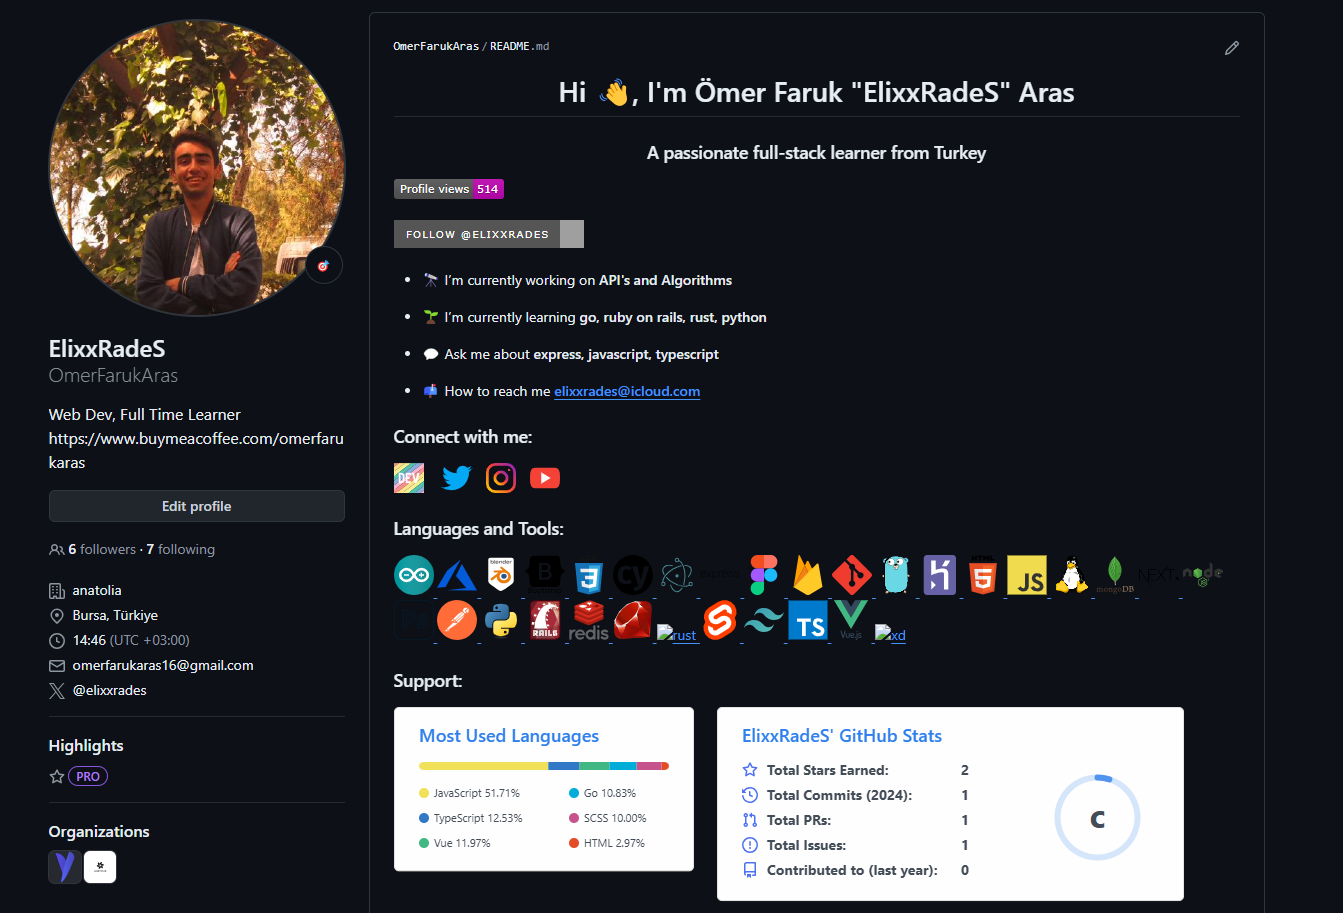 ElixxRadeS
OmerFarukAras
Web Dev, Full Time Learner
https://www.buymeacoffee.com/omerfaru
karas
Edit profile
6 followers · 7 following
anatolia
Bursa, Türkiye
14:46 (UTC +03:00)
omerfarukaras16@gmail.com
@elixxrades
Highlights
PRO
Organizations
OmerFarukAras/README.md
Hi 👋, I'm Ömer Faruk "ElixxRadeS" Aras
A passionate full-stack learner from Turkey
Profile views 514
FOLLOW @ELIXXRADES
🔭 I’m currently working on API's and Algorithms
🌱 I’m currently learning go, ruby on rails, rust, python
💬 Ask me about express, javascript, typescript
📫 How to reach me elixxrades@icloud.com
Connect with me:
DEV
Languages and Tools:
blender B 3 cy HTML 5 JS mongoDB NEXT node
RAILS redis rust TS Vue.js xd
Support:
Most Used Languages
JavaScript 51.71%
TypeScript 12.53%
Vue 11.97%
Go 10.83%
SCSS 10.00%
HTML 2.97%
ElixxRadeS' GitHub Stats
Total Stars Earned: 2
Total Commits (2024): 1
Total PRs: 1
Total Issues: 1
Contributed to (last year): 0
C